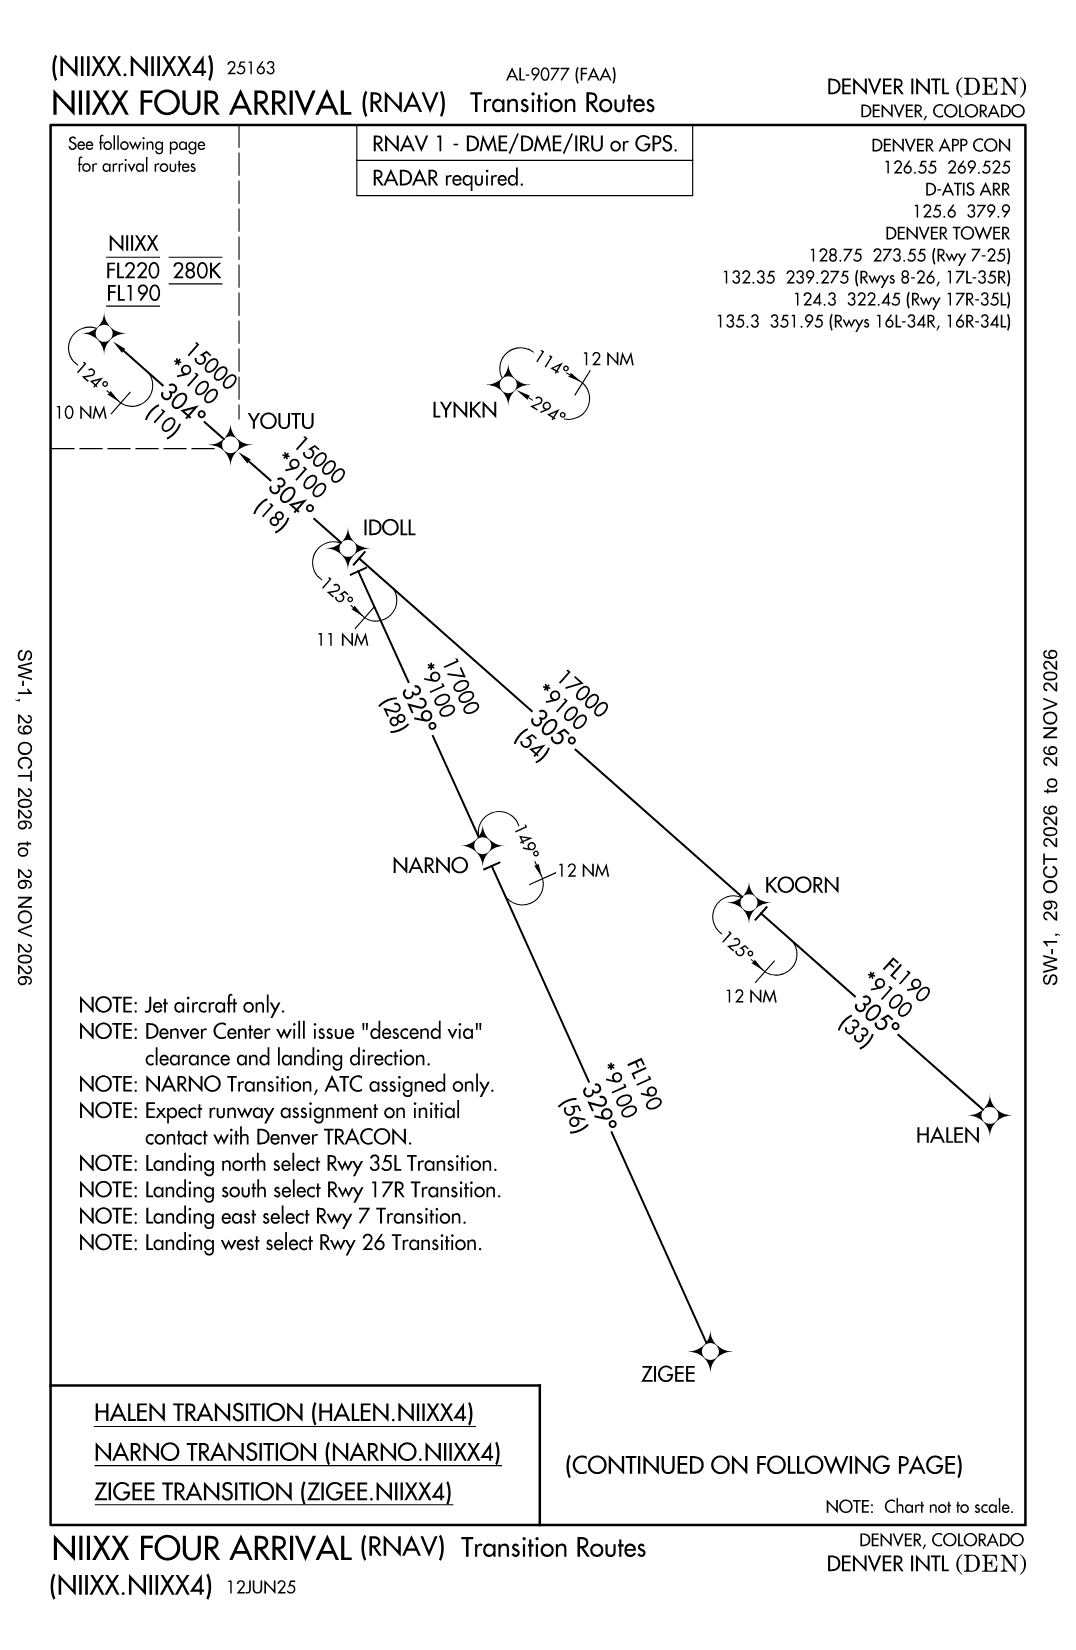 (NIIXX.NIIXX4) 25163
AL-9077 (FAA)
NIIXX FOUR ARRIVAL (RNAV) Transition Routes
DENVER INTL (DEN)
DENVER, COLORADO
See following page
for arrival routes
RNAV 1 - DME/DME/IRU or GPS.
RADAR required.
DENVER APP CON
126.55 269.525
D-ATIS ARR
125.6 379.9
DENVER TOWER
128.75 273.55 (Rwy 7-25)
132.35 239.275 (Rwys 8-26, 17L-35R)
124.3 322.45 (Rwy 17R-35L)
135.3 351.95 (Rwys 16L-34R, 16R-34L)
NIIXX
FL220 280K
FL190
124°
10 NM
15000
*9100
304°
(10)
YOUTU
LYNKN
114°
294°
12 NM
15000
*9100
304°
(18)
IDOLL
125°
11 NM
17000
*9100
329°
(28)
17000
*9100
305°
(54)
NARNO
149°
12 NM
KOORN
125°
12 NM
FL190
*9100
305°
(33)
HALEN
FL190
*9100
329°
(56)
ZIGEE
NOTE: Jet aircraft only.
NOTE: Denver Center will issue "descend via"
clearance and landing direction.
NOTE: NARNO Transition, ATC assigned only.
NOTE: Expect runway assignment on initial
contact with Denver TRACON.
NOTE: Landing north select Rwy 35L Transition.
NOTE: Landing south select Rwy 17R Transition.
NOTE: Landing east select Rwy 7 Transition.
NOTE: Landing west select Rwy 26 Transition.
HALEN TRANSITION (HALEN.NIIXX4)
NARNO TRANSITION (NARNO.NIIXX4)
ZIGEE TRANSITION (ZIGEE.NIIXX4)
(CONTINUED ON FOLLOWING PAGE)
NOTE: Chart not to scale.
NIIXX FOUR ARRIVAL (RNAV) Transition Routes
(NIIXX.NIIXX4) 12JUN25
DENVER, COLORADO
DENVER INTL (DEN)
SW-1, 29 OCT 2026 to 26 NOV 2026
SW-1, 29 OCT 2026 to 26 NOV 2026